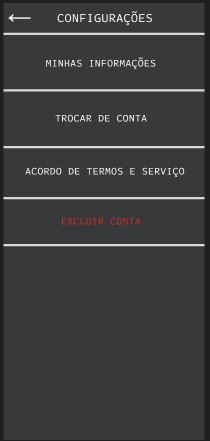 CONFIGURAÇÕES
MINHAS INFORMAÇÕES
TROCAR DE CONTA
ACORDO DE TERMOS E SERVIÇO
EXCLUIR CONTA